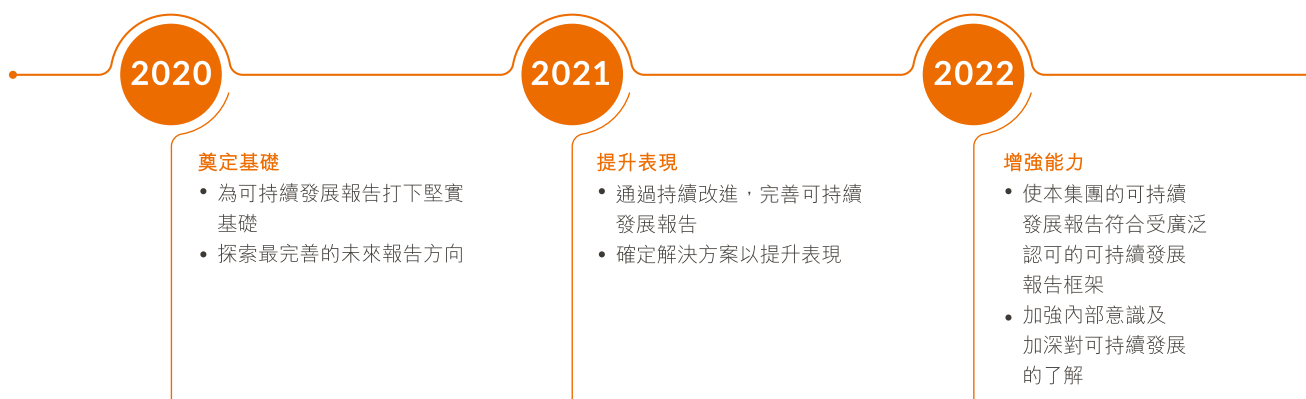 2020
奠定基礎
• 為可持續發展報告打下堅實
基礎
• 探索最完善的未來報告方向
2021
提升表現
• 通過持續改進，完善可持續
發展報告
• 確定解決方案以提升表現
2022
增強能力
• 使本集團的可持續
發展報告符合受廣泛
認可的可持續發展
報告框架
• 加強內部意識及
加深對可持續發展
的了解